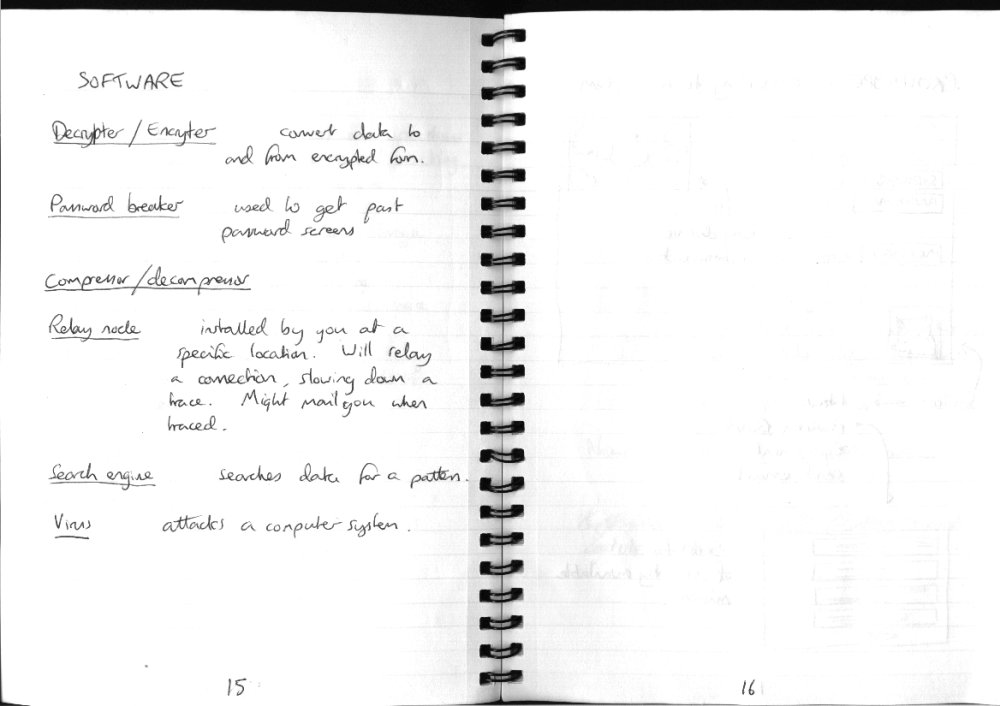 SOFTWARE
Decrypter / Encryter convert data to
and from encrypted form.
Password breaker used to get past
password screens
Compressor/decompressor
Relay node installed by you at a
specific location. Will relay
a connection, slowing down a
trace. Might mail you when
traced.
Search engine searches data for a pattern.
Virus attacks a computer system.
15
16